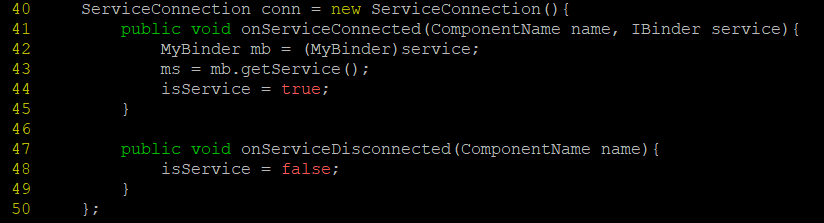 40     ServiceConnection conn = new ServiceConnection(){
41         public void onServiceConnected(ComponentName name, IBinder service){
42             MyBinder mb = (MyBinder)service;
43             ms = mb.getService();
44             isService = true;
45         }
46
47         public void onServiceDisconnected(ComponentName name){
48             isService = false;
49         }
50     };